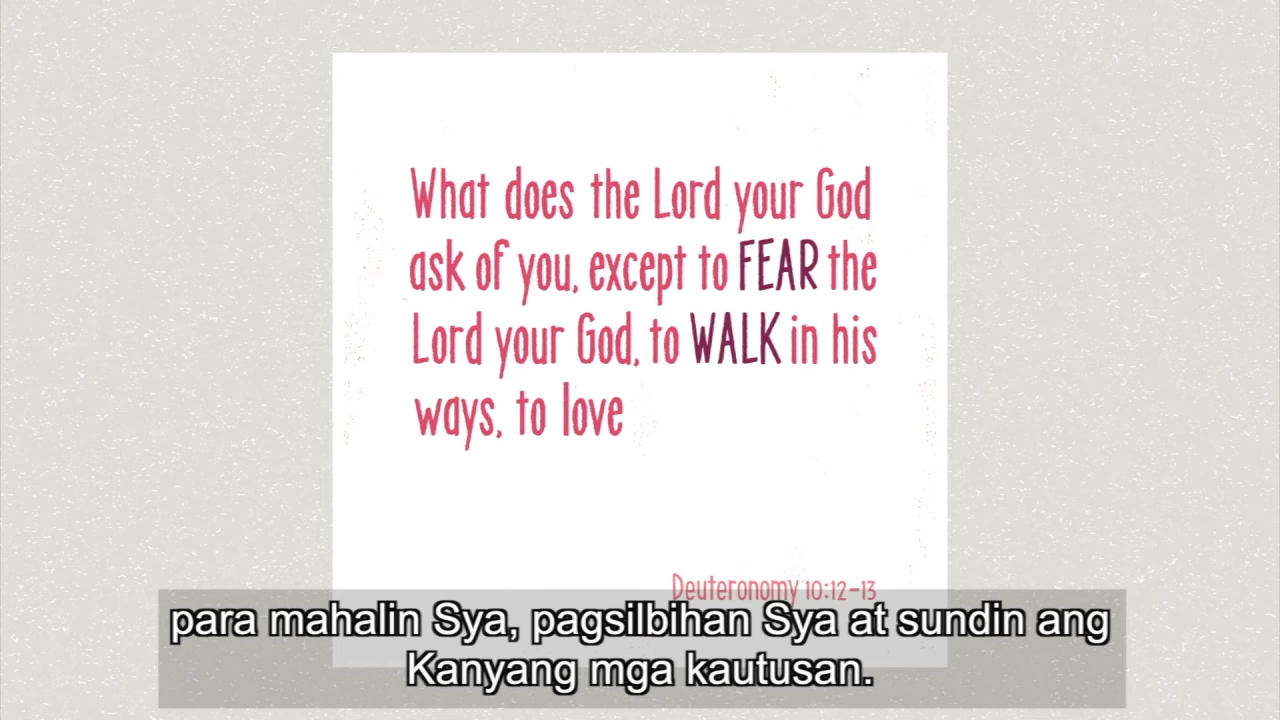 What does the Lord your God
ask of you, except to FEAR the
Lord your God, to WALK in his
ways, to love
Deuteronomy 10:12-13
para mahalin Sya, pagsilbihan Sya at sundin ang
Kanyang mga kautusan.